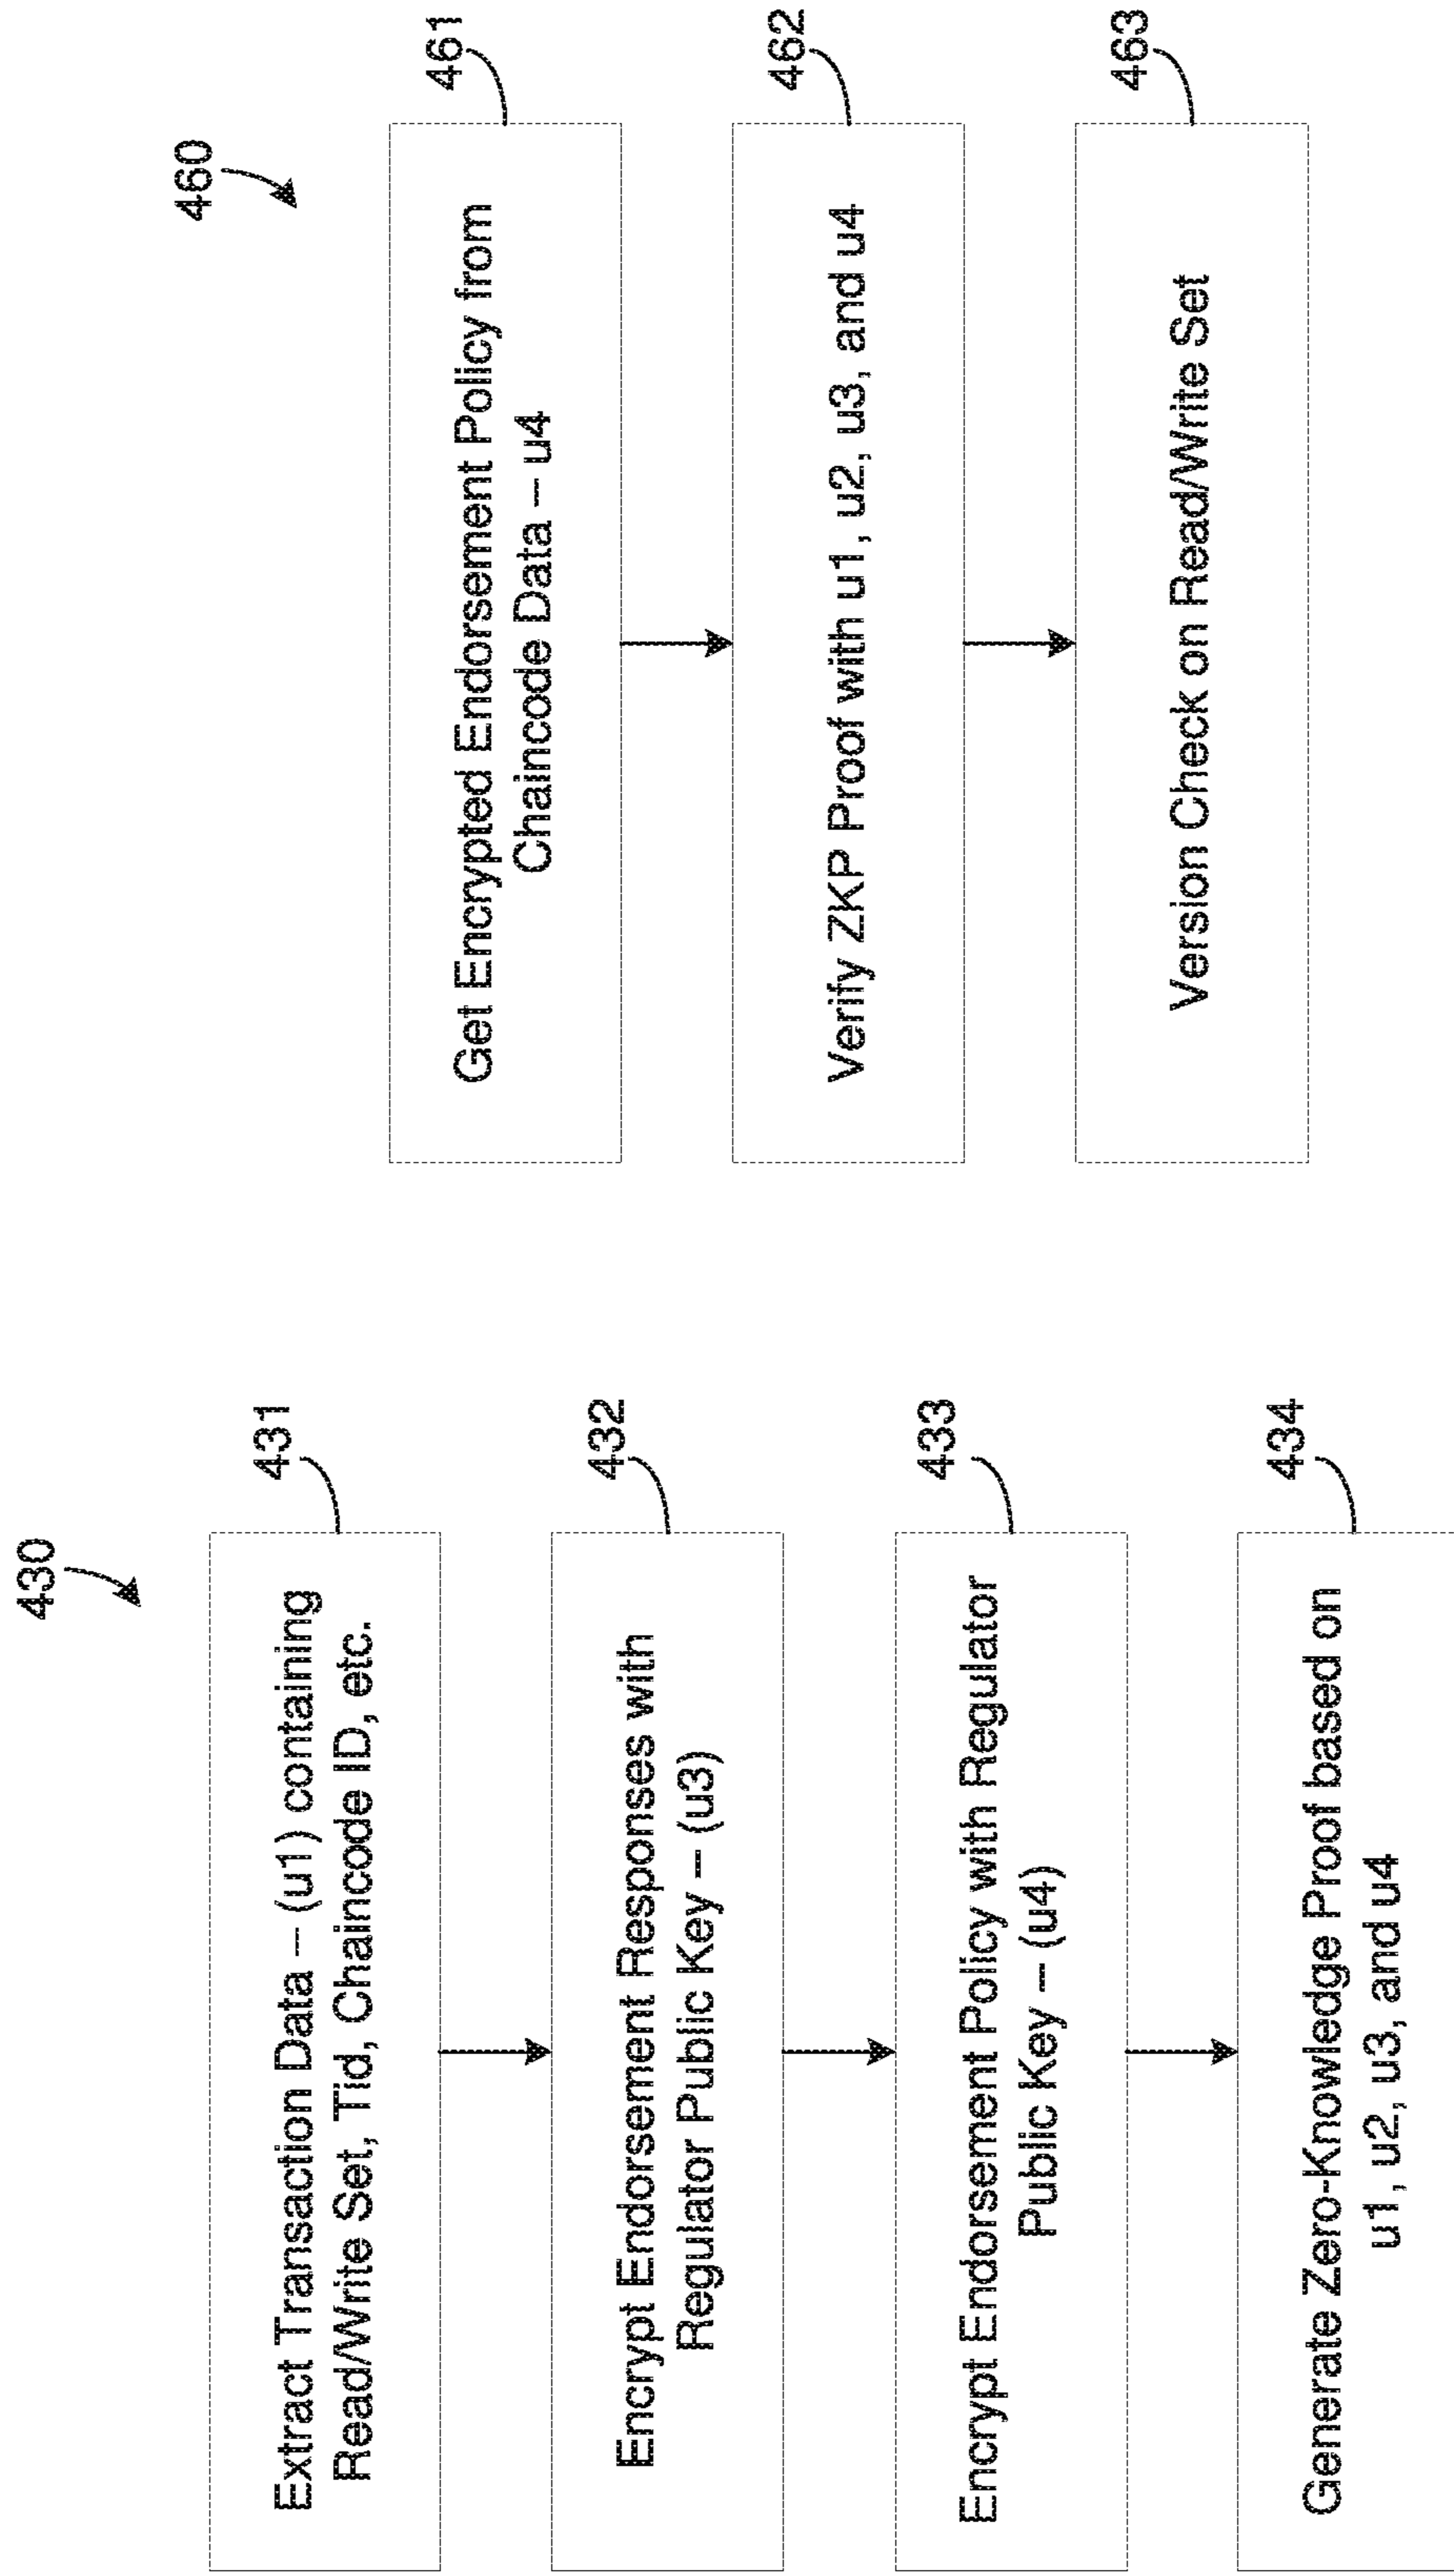 430
431
Extract Transaction Data – (u1) containing
Read/Write Set, Tid, Chaincode ID, etc.
432
Encrypt Endorsement Responses with
Regulator Public Key – (u3)
433
Encrypt Endorsement Policy with Regulator
Public Key – (u4)
434
Generate Zero-Knowledge Proof based on
u1, u2, u3, and u4
460
461
Get Encrypted Endorsement Policy from
Chaincode Data – u4
462
Verify ZKP Proof with u1, u2, u3, and u4
463
Version Check on Read/Write Set